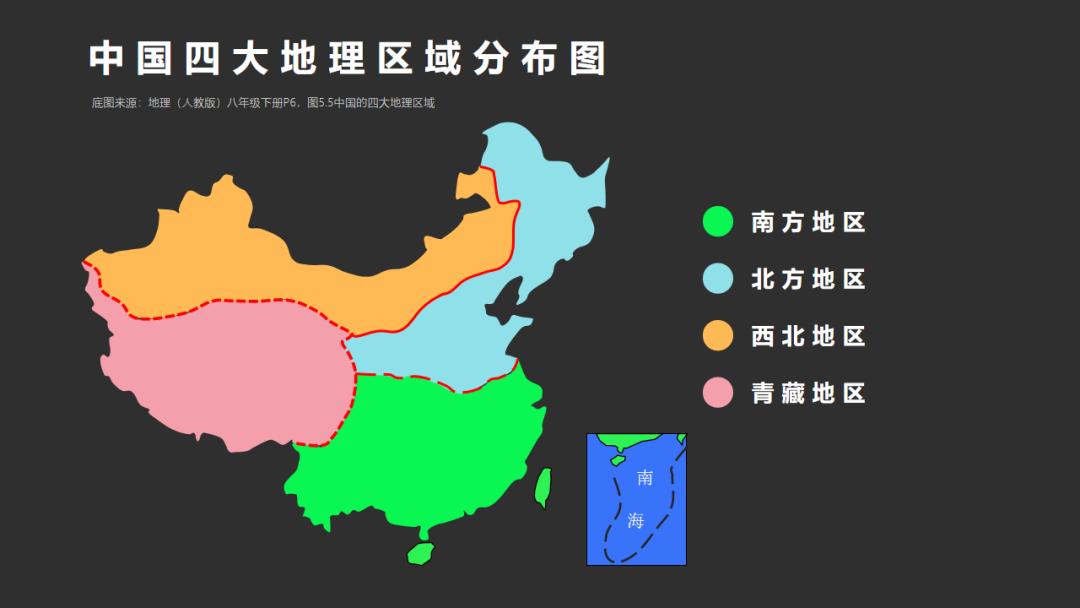 中国四大地理区域分布图
底图来源：地理（人教版）八年级下册P6，图5.5中国的四大地理区域
南方地区
北方地区
西北地区
青藏地区
南
海